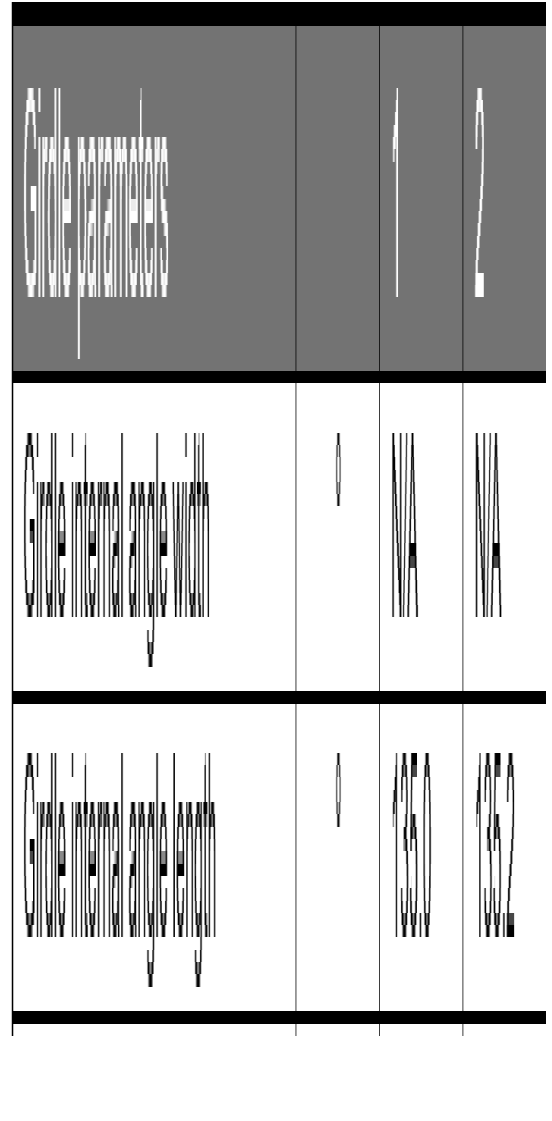 Girdle parameters 1 2
Girdle internal angle width ° NA NA
Girdle internal angle length ° 135.0 135.2